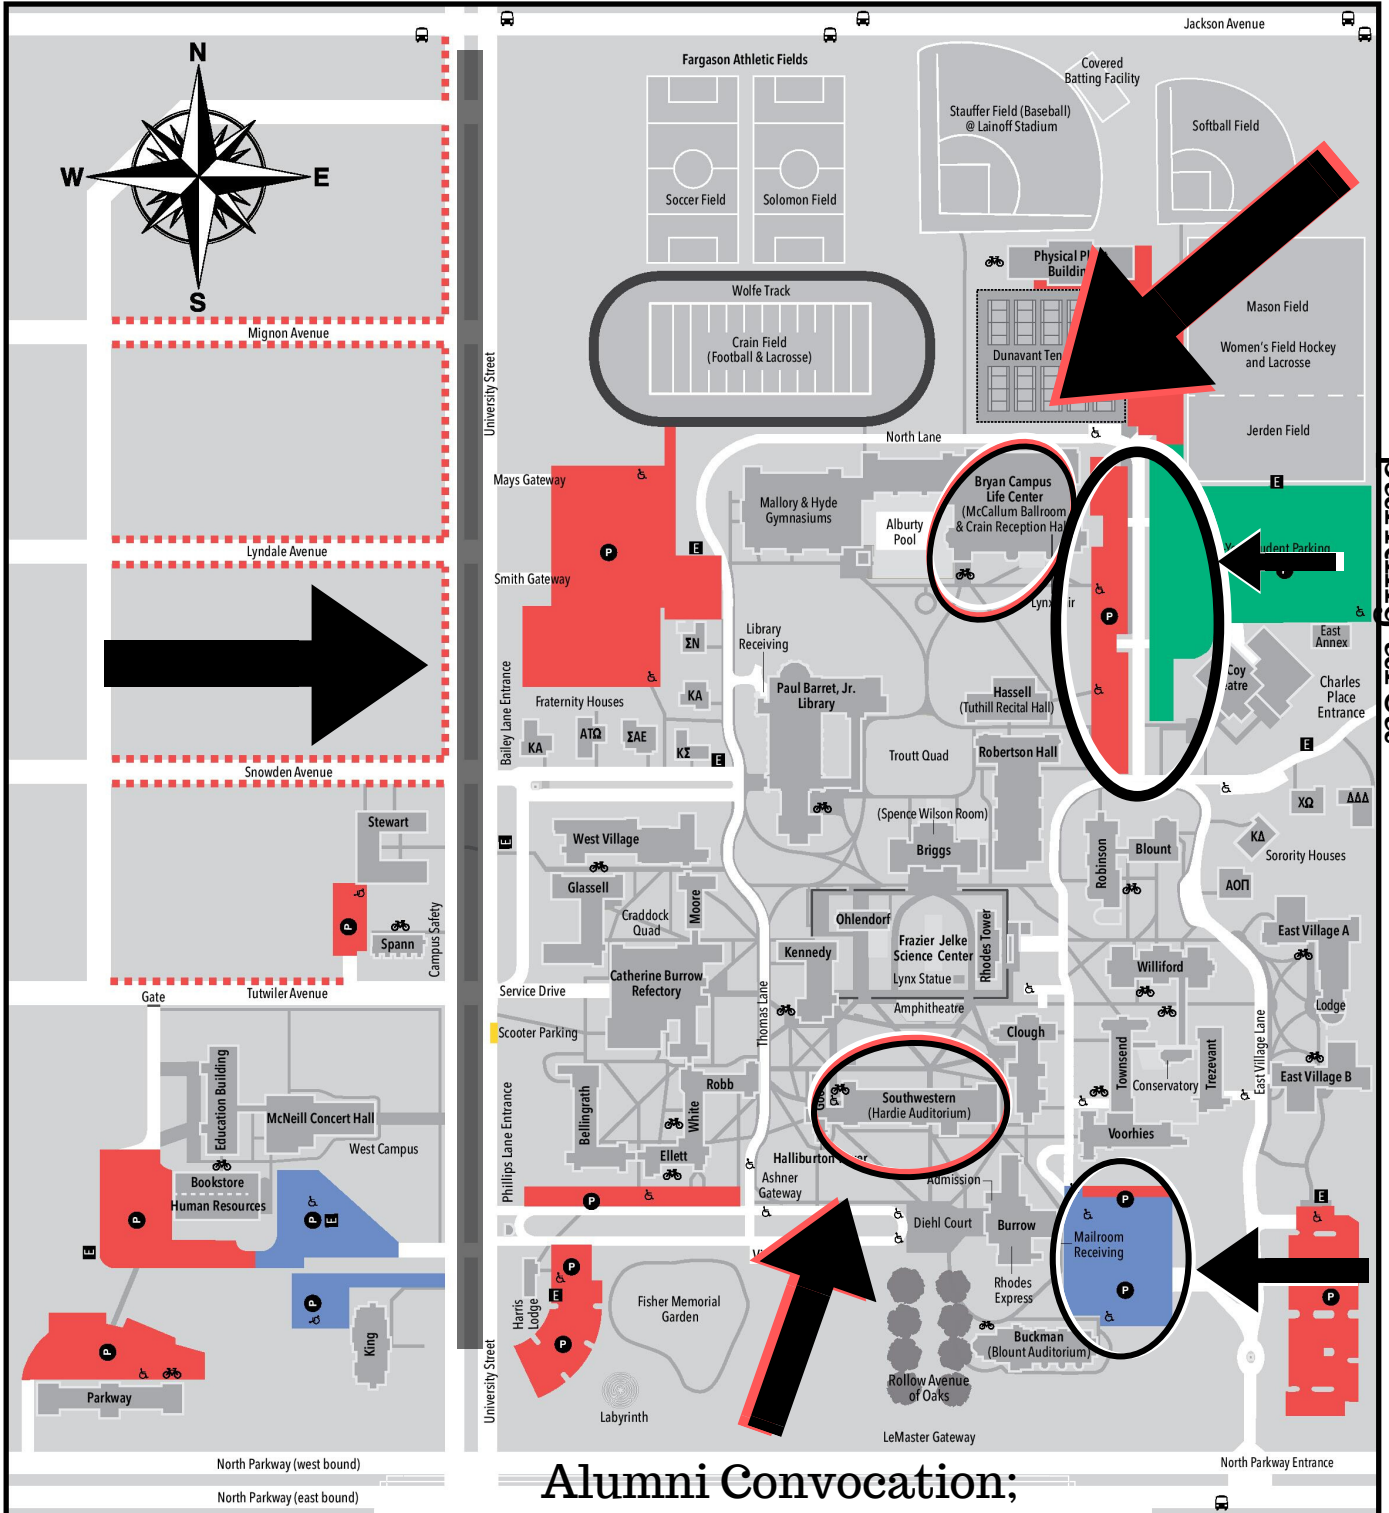 Jackson Avenue
N
W
E
S
Fargason Athletic Fields
Covered
Batting Facility
Stauffer Field (Baseball)
@ Lainoff Stadium
Softball Field
Soccer Field
Solomon Field
Physical
Wolfe Track
Crain Field
(Football & Lacrosse)
Dunavant
Mason Field
Women's Field Hockey
and Lacrosse
Jerden Field
Mignon Avenue
University Street
North Lane
Mays Gateway
Smith Gateway
Mallory & Hyde
Gymnasiums
Alburty
Pool
Bryan Campus
Life Center
(McCallum Ballroom
& Crain Reception
E
P
Lyndale Avenue
E
Student Parking
P
Library
Receiving
ΣΝ
ΚΑ
Fraternity Houses
Bailey Lane Entrance
ΚΑ
ΑΤΩ
ΣΑΕ
ΚΣ
E
Paul Barret, Jr.
Library
Hassell
(Tuthill Recital Hall)
Robertson Hall
Troutt Quad
P
East
Annex
Charles
Place
Entrance
E
Snowden Avenue
Stewart
P
Spann
Campus Safety
Tutwiler Avenue
Gate
E
West Village
Glassell
Moore
Craddock
Quad
(Spence Wilson Room)
Briggs
Robinson
Blount
ΧΩ
ΔΔΔ
ΚΔ
Sorority Houses
ΑΟΠ
Ohlendorf
Kennedy
Frazier Jelke
Science Center
Lynx Statue
Rhodes Tower
Amphitheatre
East Village A
Williford
Lodge
Catherine Burrow
Refectory
Service Drive
Scooter Parking
Thomas Lane
Clough
Townsend
Conservatory
Trezevant
East Village Lane
East Village B
Education Building
McNeill Concert Hall
West Campus
Bookstore
Human Resources
Phillips Lane Entrance
Bellingrath
Robb
White
Ellett
Southwestern
(Hardie Auditorium)
Halliburton
Voorhies
Ashner
Gateway
Admission
Diehl Court
Burrow
Mailroom
Receiving
Rhodes
Express
P
P
E
E
P
P
P
P
P
E
P
E
P
P
Harris
Lodge
Fisher Memorial
Garden
Buckman
(Blount Auditorium)
Rollow Avenue
of Oaks
King
Parkway
University Street
Labyrinth
LeMaster Gateway
North Parkway (west bound)
North Parkway Entrance
North Parkway (east bound)
Alumni Convocation;